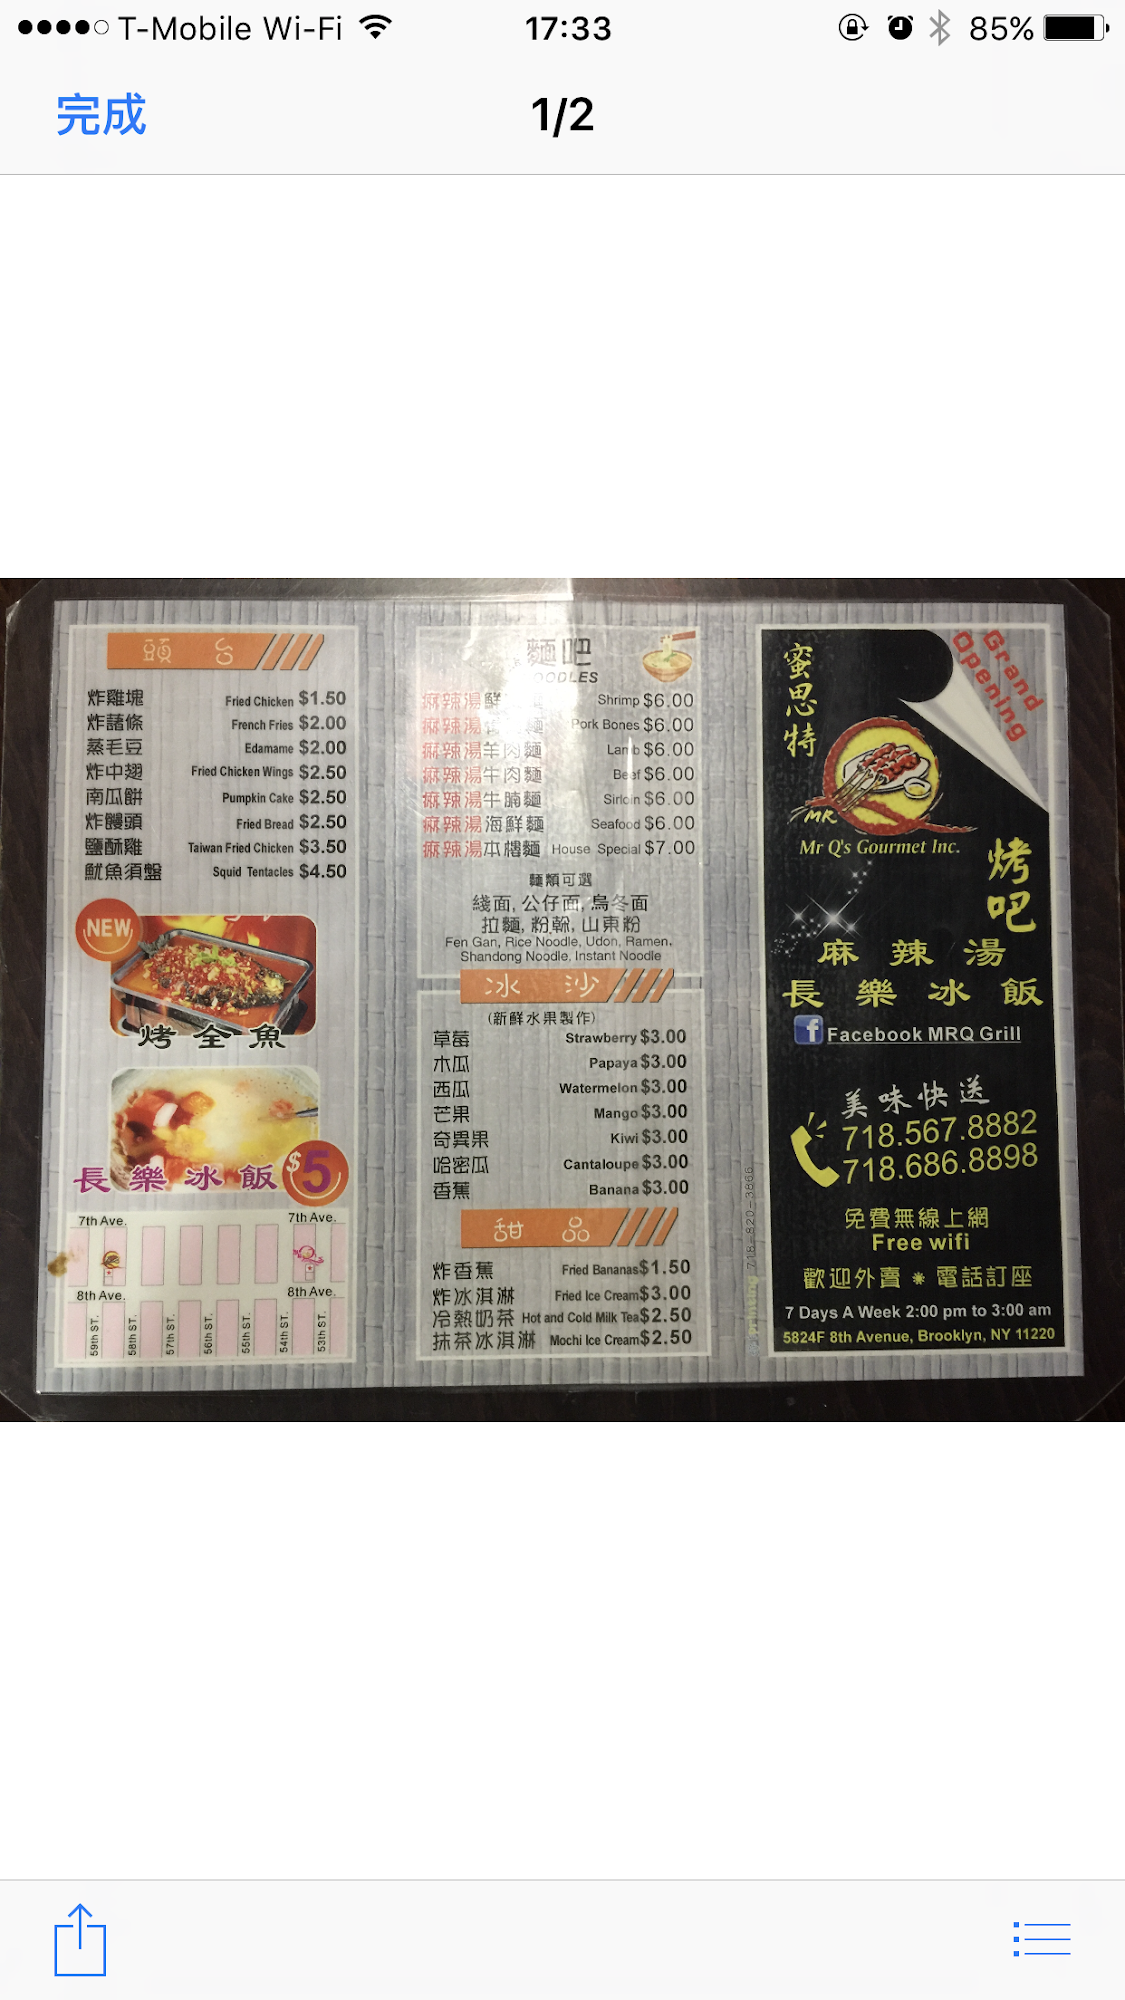 T-Mobile Wi-Fi 17:33 85%
完成 1/2
頭 台
炸雞塊 Fried Chicken $1.50
炸諸條 French Fries $2.00
蒸毛豆 Edamame $2.00
炸中翅 Fried Chicken Wings $2.50
南瓜餅 Pumpkin Cake $2.50
炸饅頭 Fried Bread $2.50
鹽酥雞 Taiwan Fried Chicken $3.50
魷魚須盤 Squid Tentacles $4.50
NEW
烤全魚
長樂冰飯 $5
7th Ave. 7th Ave.
8th Ave. 8th Ave.
59th ST. 58th ST. 57th ST. 56th ST. 55th ST. 54th ST. 53th ST.
麵吧
NOODLES
麻辣湯鮮 Shrimp $6.00
麻辣湯 麵 Pork Bones $6.00
麻辣湯羊肉麵 Lamb $6.00
麻辣湯牛肉麵 Beef $6.00
麻辣湯牛腩麵 Sirloin $6.00
麻辣湯海鮮麵 Seafood $6.00
麻辣湯本樓麵 House Special $7.00
麵類可選
綫面, 公仔面, 烏冬面
拉麵, 粉幹, 山東粉
Fen Gan, Rice Noodle, Udon, Ramen,
Shandong Noodle, Instant Noodle
冰 沙
(新鮮水果製作)
草莓 Strawberry $3.00
木瓜 Papaya $3.00
西瓜 Watermelon $3.00
芒果 Mango $3.00
奇異果 Kiwi $3.00
哈密瓜 Cantaloupe $3.00
香蕉 Banana $3.00
甜 品
炸香蕉 Fried Bananas $1.50
炸冰淇淋 Fried Ice Cream $3.00
冷熱奶茶 Hot and Cold Milk Tea $2.50
抹茶冰淇淋 Mochi Ice Cream $2.50
Printing 718-820-3866
蜜思特
Grand
Opening
MR
Mr Q's Gourmet Inc.
烤吧
麻辣湯
長樂冰飯
f Facebook MRQ Grill
美味快送
718.567.8882
718.686.8898
免費無線上網
Free wifi
歡迎外賣 * 電話訂座
7 Days A Week 2:00 pm to 3:00 am
5824F 8th Avenue, Brooklyn, NY 11220